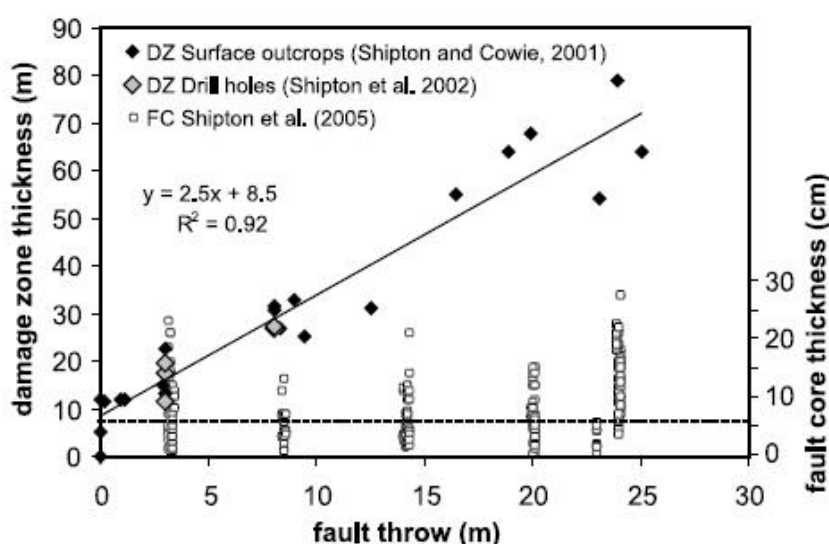 90
80
70
60
50
40
30
20
10
0
damage zone thickness (m)
DZ Surface outcrops (Shipton and Cowie, 2001)
DZ Drill holes (Shipton et al. 2002)
FC Shipton et al. (2005)
y = 2.5x + 8.5
R² = 0.92
30
20
10
0
fault core thickness (cm)
0 5 10 15 20 25 30
fault throw (m)